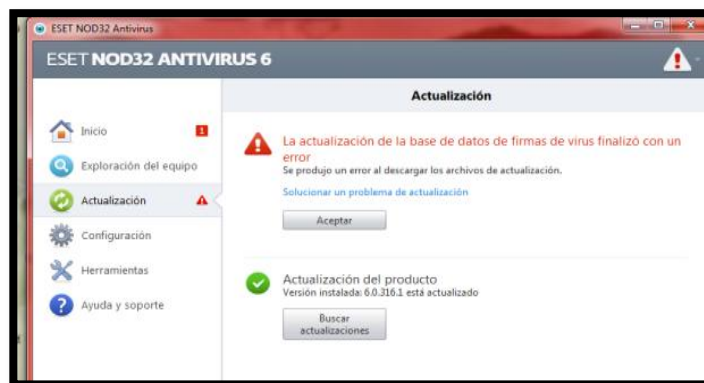 ESET NOD32 Antivirus
ESET NOD32 ANTIVIRUS 6
Actualización
Inicio
1
Exploración del equipo
Actualización
Configuración
Herramientas
Ayuda y soporte
La actualización de la base de datos de firmas de virus finalizó con un
error
Se produjo un error al descargar los archivos de actualización.
Solucionar un problema de actualización
Aceptar
Actualización del producto
Versión instalada: 6.0.316.1 está actualizado
Buscar
actualizaciones